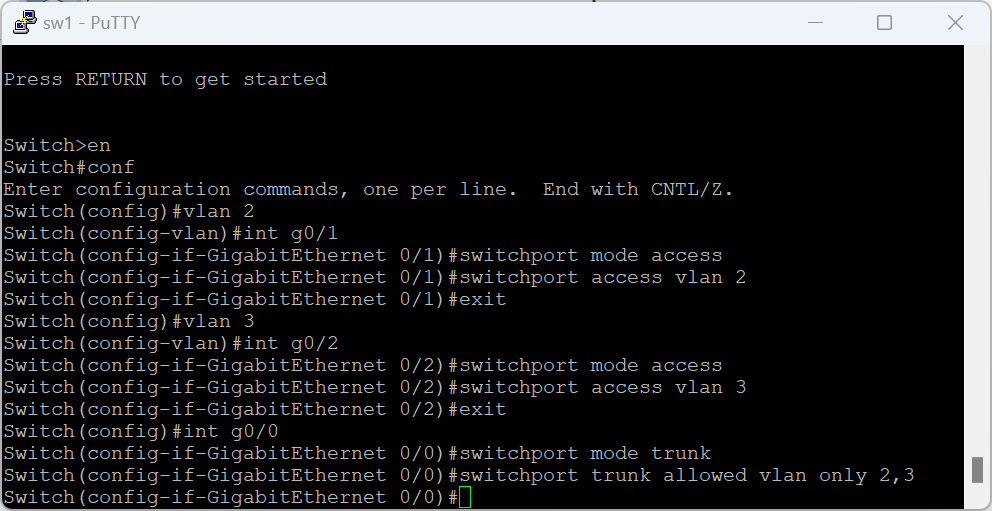 sw1 - PuTTY
Press RETURN to get started
Switch>en
Switch#conf
Enter configuration commands, one per line.  End with CNTL/Z.
Switch(config)#vlan 2
Switch(config-vlan)#int g0/1
Switch(config-if-GigabitEthernet 0/1)#switchport mode access
Switch(config-if-GigabitEthernet 0/1)#switchport access vlan 2
Switch(config-if-GigabitEthernet 0/1)#exit
Switch(config)#vlan 3
Switch(config-vlan)#int g0/2
Switch(config-if-GigabitEthernet 0/2)#switchport mode access
Switch(config-if-GigabitEthernet 0/2)#switchport access vlan 3
Switch(config-if-GigabitEthernet 0/2)#exit
Switch(config)#int g0/0
Switch(config-if-GigabitEthernet 0/0)#switchport mode trunk
Switch(config-if-GigabitEthernet 0/0)#switchport trunk allowed vlan only 2,3
Switch(config-if-GigabitEthernet 0/0)#